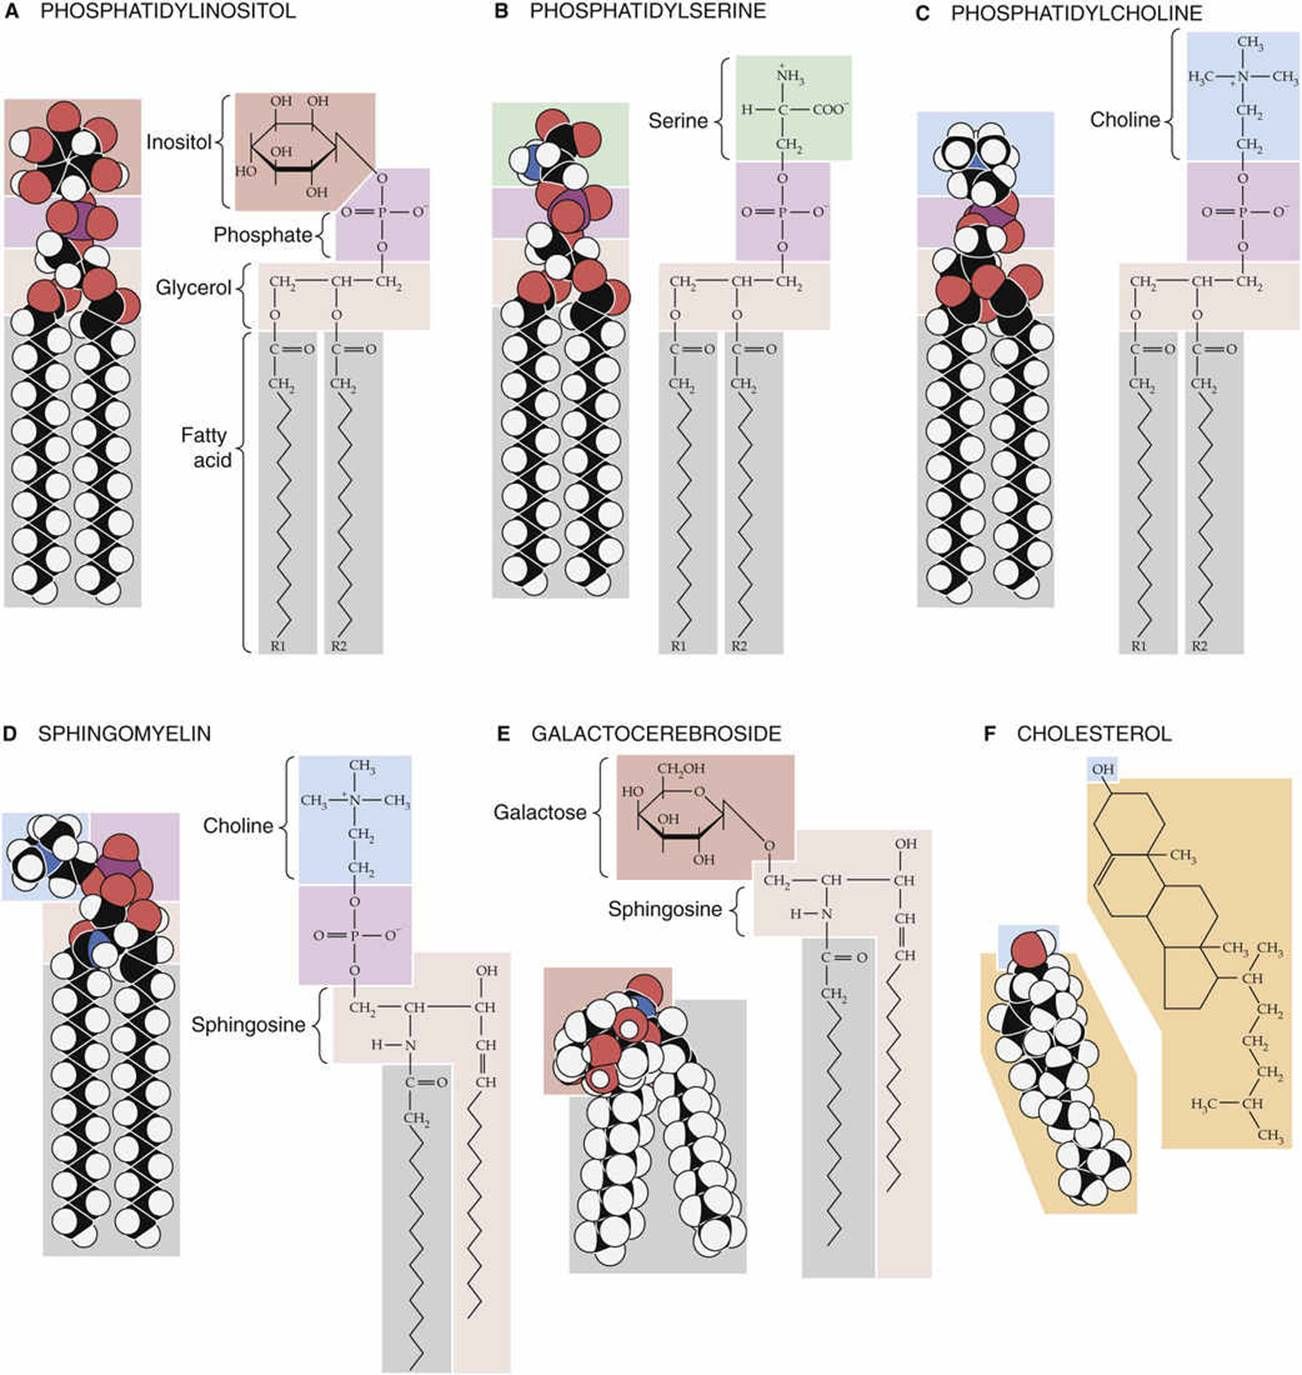 A PHOSPHATIDYLINOSITOL
Inositol
OH OH
OH
HO
OH
O
O P O⁻
O
Phosphate
Glycerol
CH₂ CH CH₂
O O
C O C O
CH₂ CH₂
Fatty
acid
R1 R2
B PHOSPHATIDYLSERINE
Serine
+
NH₃
H C COO⁻
CH₂
O
O P O⁻
O
CH₂ CH CH₂
O O
C O C O
CH₂ CH₂
R1 R2
C PHOSPHATIDYLCHOLINE
Choline
CH₃
H₃C N CH₃
+
CH₂
CH₂
O
O P O⁻
O
CH₂ CH CH₂
O O
C O C O
CH₂ CH₂
R1 R2
D SPHINGOMYELIN
Choline
CH₃
CH₃ N⁺ CH₃
CH₂
CH₂
O
O P O⁻
O
OH
Sphingosine
CH₂ CH CH
H N CH
C O CH
CH₂
E GALACTOCEREBROSIDE
Galactose
CH₂OH
HO O
OH
OH
O
OH
CH₂ CH CH
Sphingosine
H N CH
C O CH
CH₂
F CHOLESTEROL
OH
CH₃
CH₃ CH₃
CH
CH₂
CH₂
CH₂
H₃C CH
CH₃